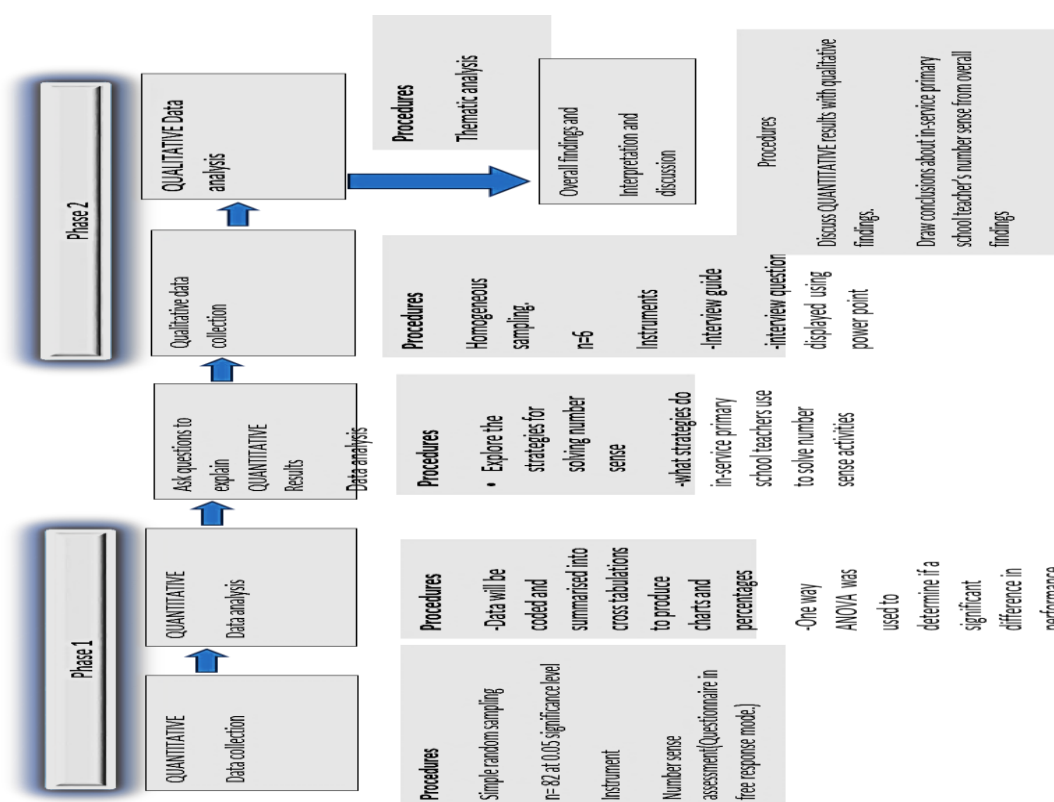 Phase 1
Phase 2
QUANTITATIVE
Data collection
QUANTITATIVE
Data analysis
Ask questions to
explain
QUANTITATIVE
Results
Data analysis
Qualitative data
collection
QUALITATIVE Data
analysis
Procedures
Simple random sampling
n= 82 at 0.05 significance level
Instrument
Number sense
assessment(Questionnaire in
free response mode.)
Procedures
-Data will be
coded and
summarised into
cross tabulations
to produce
charts and
percentages
-One way
ANOVA was
used to
determine if a
significant
difference in
performance
Procedures
• Explore the
strategies for
solving number
sense
-what strategies do
in-service primary
school teachers use
to solve number
sense activities
Procedures
Homogeneous
sampling.
n=6
Instruments
-Interview guide
-interview question
displayed using
power point
Procedures
Thematic analysis
Overall findings and
Interpretation and
discussion
Procedures
Discuss QUANTITATIVE results with qualitative
findings.
Draw conclusions about in-service primary
school teacher's number sense from overall
findings